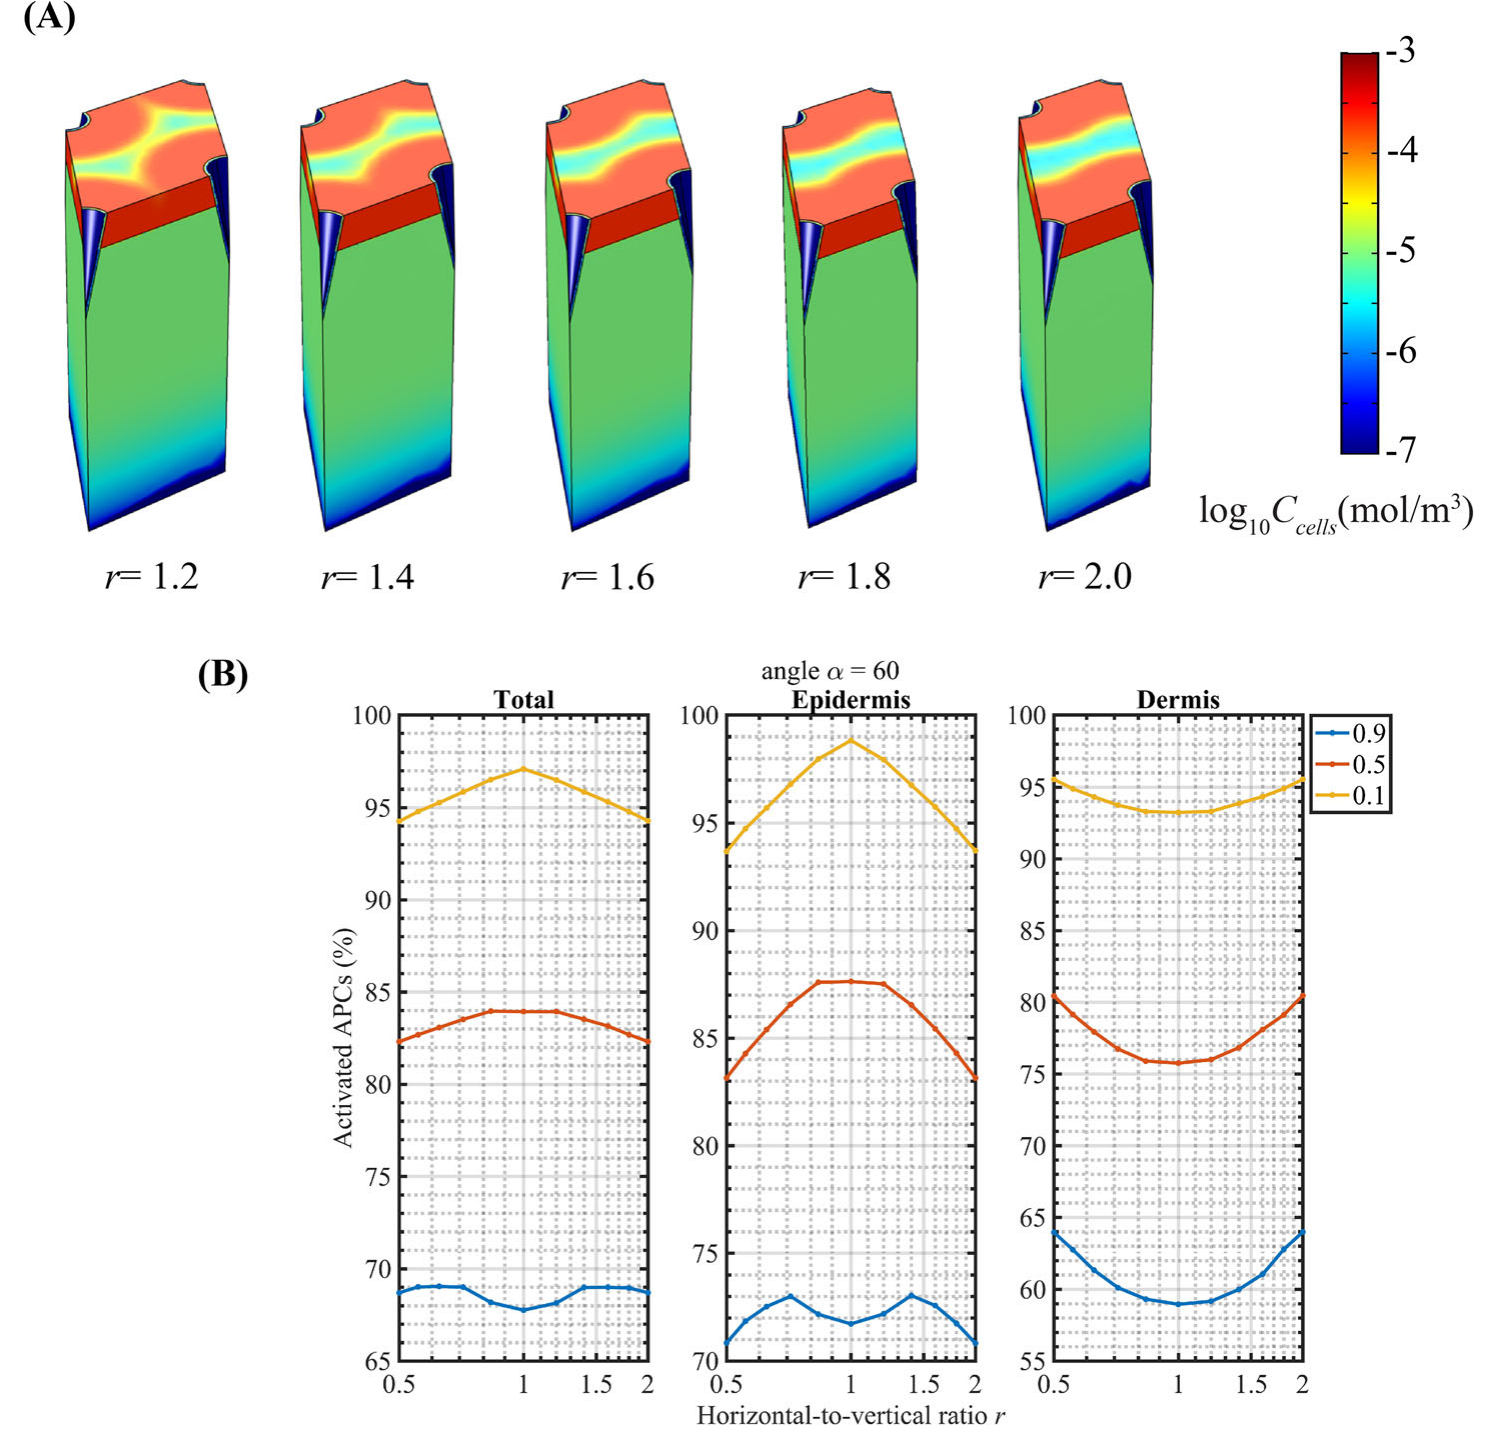 (A)
-3
-4
-5
-6
-7
log10Ccells(mol/m3)
r= 1.2
r= 1.4
r= 1.6
r= 1.8
r= 2.0
(B)
angle α = 60
Total
Epidermis
Dermis
100
95
90
85
80
75
70
65
100
95
90
85
80
75
70
100
95
90
85
80
75
70
65
60
55
0.9
0.5
0.1
Activated APCs (%)
0.5 1 1.5 2
0.5 1 1.5 2
0.5 1 1.5 2
Horizontal-to-vertical ratio r